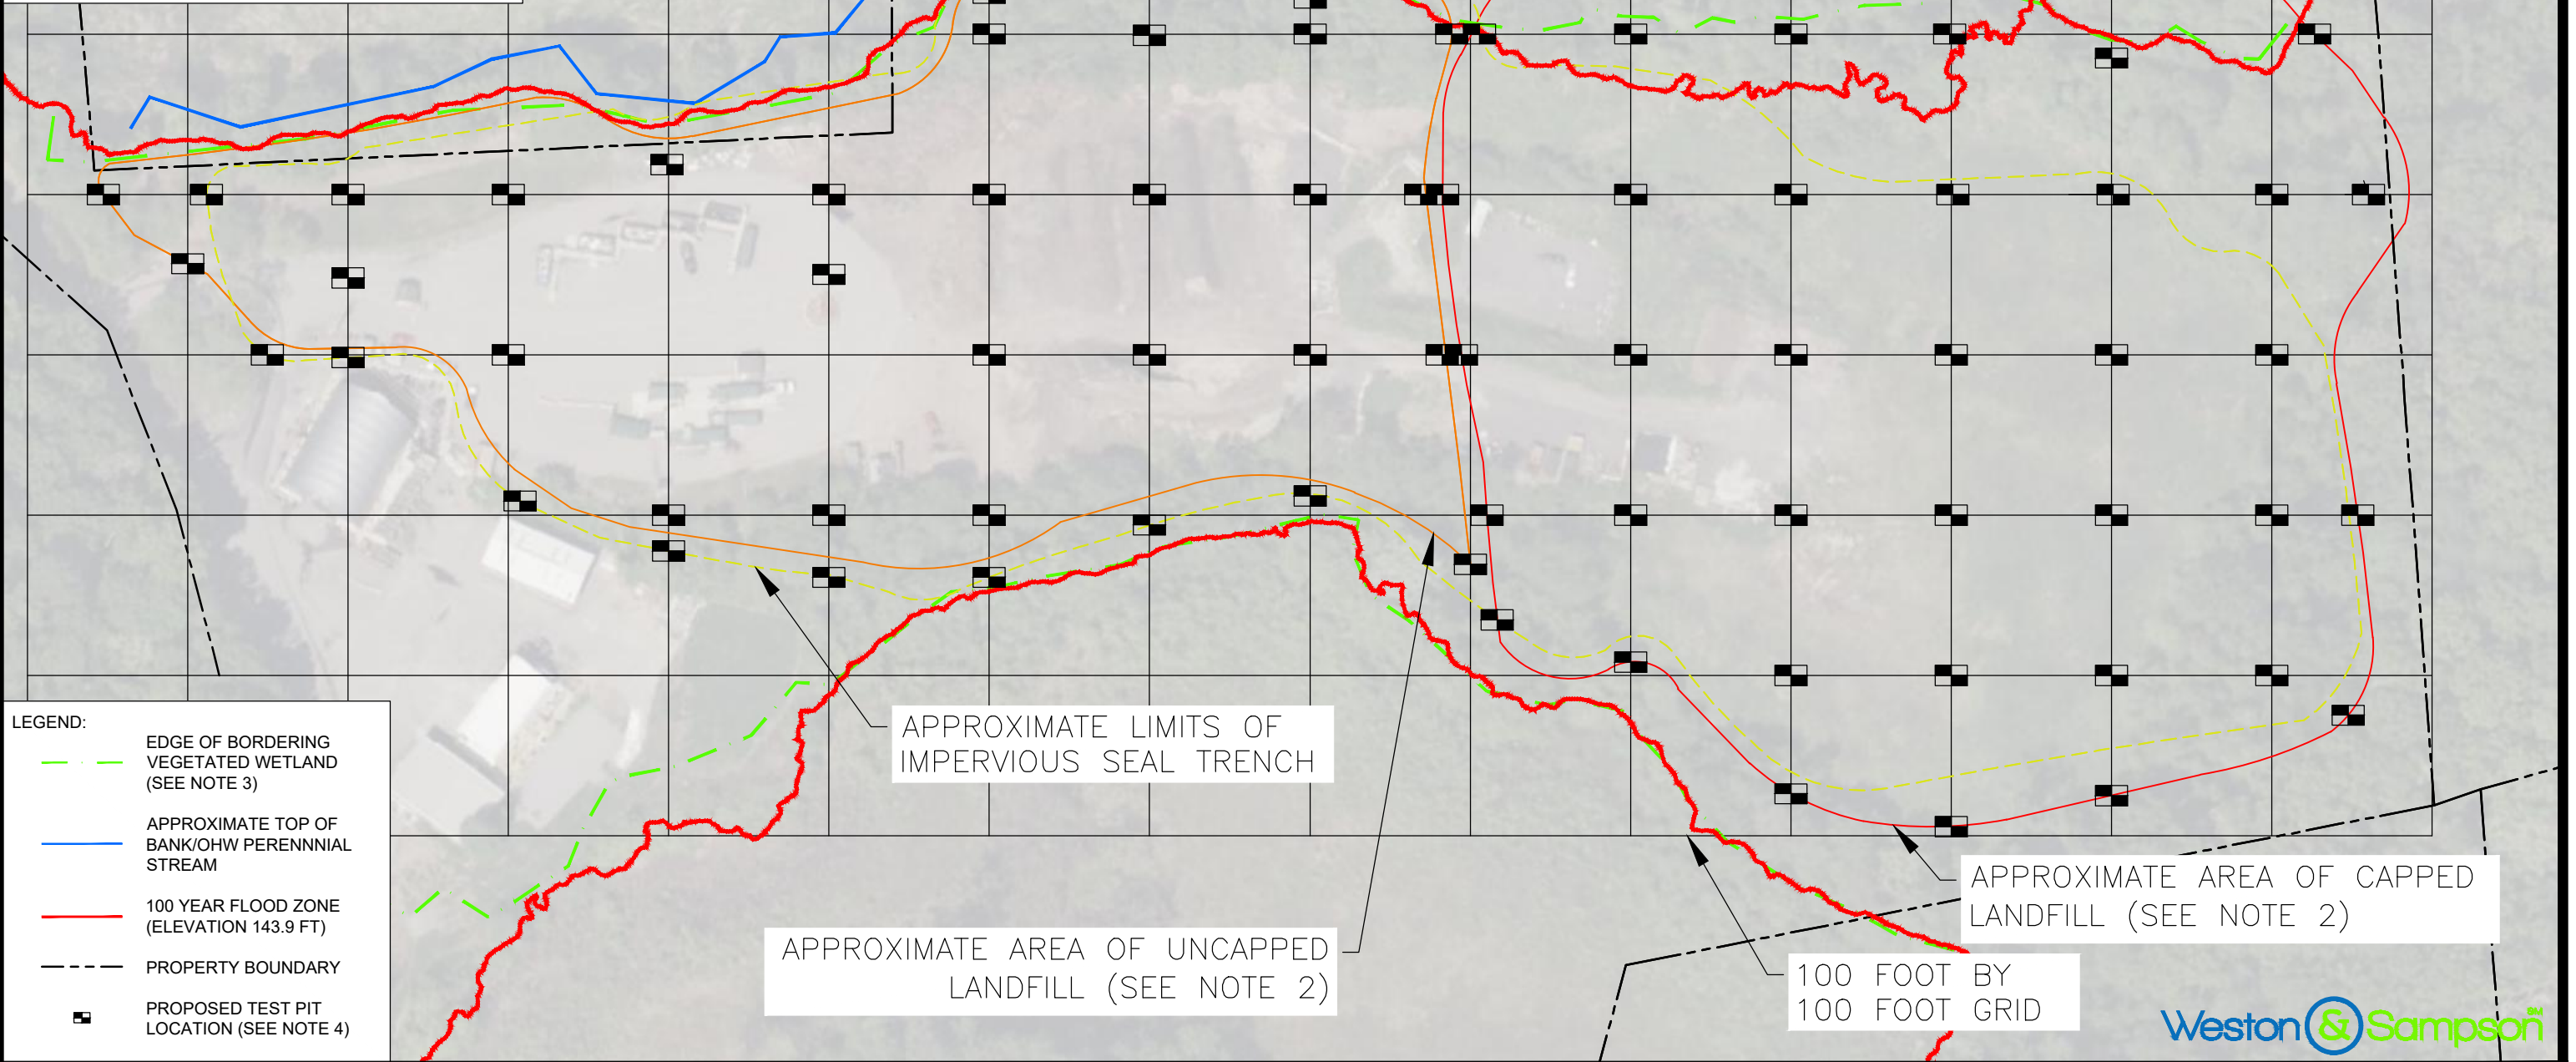 APPROXIMATE LIMITS OF
IMPERVIOUS SEAL TRENCH
APPROXIMATE AREA OF UNCAPPED
LANDFILL (SEE NOTE 2)
APPROXIMATE AREA OF CAPPED
LANDFILL (SEE NOTE 2)
100 FOOT BY
100 FOOT GRID
LEGEND:
EDGE OF BORDERING
VEGETATED WETLAND
(SEE NOTE 3)
APPROXIMATE TOP OF
BANK/OHW PERENNNIAL
STREAM
100 YEAR FLOOD ZONE
(ELEVATION 143.9 FT)
PROPERTY BOUNDARY
PROPOSED TEST PIT
LOCATION (SEE NOTE 4)
Weston & Sampson SM